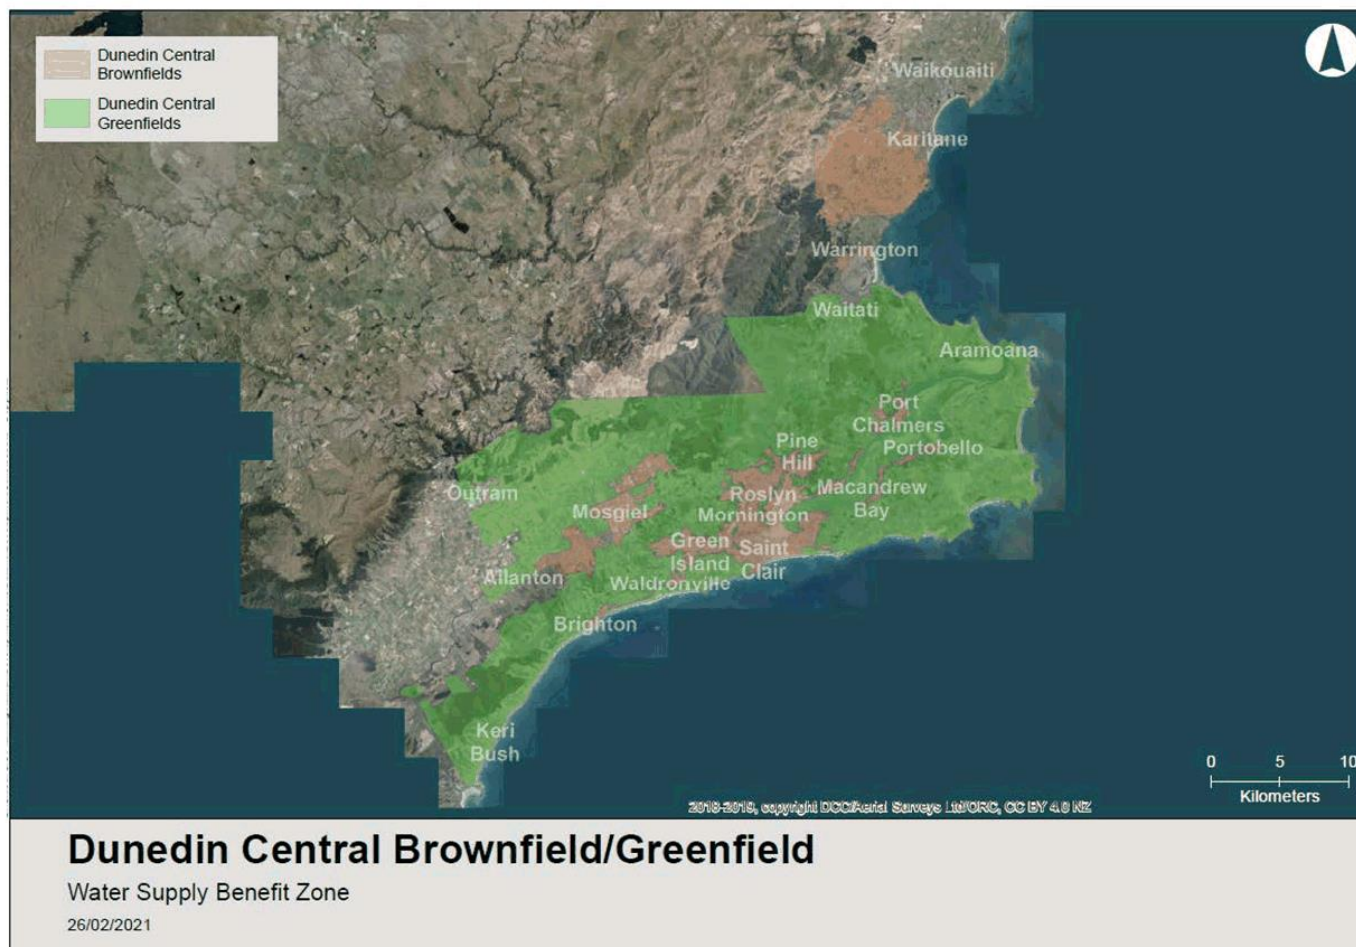 Dunedin Central
Brownfields
Dunedin Central
Greenfields
Waikouaiti
Karitane
Warrington
Waitati
Aramoana
Port
Chalmers
Portobello
Pine
Hill
Macandrew
Bay
Roslyn
Mornington
Outram
Mosgiel
Green
Island
Saint
Clair
Allanton
Waldronville
Brighton
Keri
Bush
0 5 10
Kilometers
2018-2019, copyright DCC/Aerial Surveys Ltd/ORC, CC BY 4.0 NZ
Dunedin Central Brownfield/Greenfield
Water Supply Benefit Zone
26/02/2021